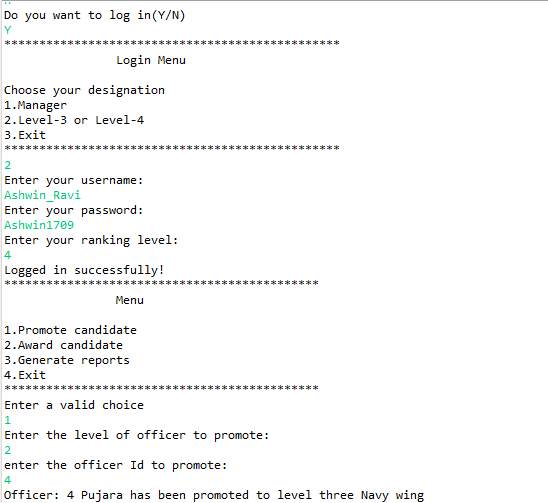 Do you want to log in(Y/N)
Y
************************************************
Login Menu
Choose your designation
1.Manager
2.Level-3 or Level-4
3.Exit
************************************************
2
Enter your username:
Ashwin_Ravi
Enter your password:
Ashwin1709
Enter your ranking level:
4
Logged in successfully!
*********************************************
Menu
1.Promote candidate
2.Award candidate
3.Generate reports
4.Exit
*********************************************
Enter a valid choice
1
Enter the level of officer to promote:
2
enter the officer Id to promote:
4
Officer: 4 Pujara has been promoted to level three Navy wing